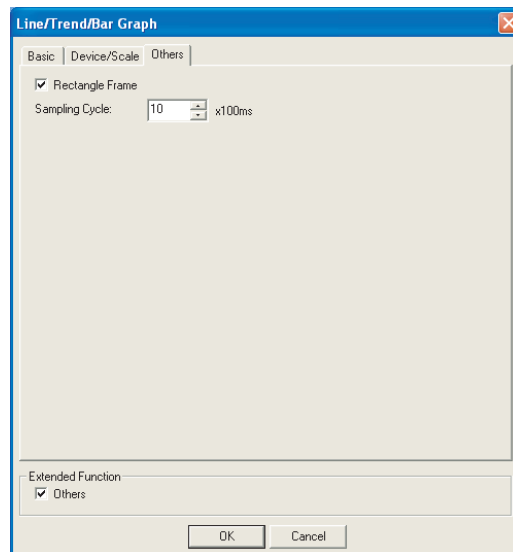 Line/Trend/Bar Graph
Basic Device/Scale Others
Rectangle Frame
Sampling Cycle: 10 x100ms
Extended Function
Others
OK Cancel